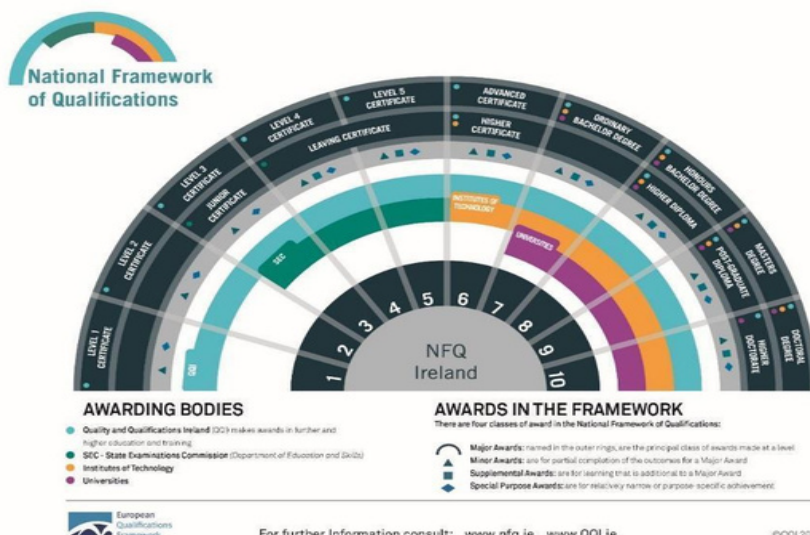 National Framework
of Qualifications
LEVEL 1
CERTIFICATE
LEVEL 2
CERTIFICATE
LEVEL 3
CERTIFICATE
LEVEL 4
CERTIFICATE
LEVEL 5
CERTIFICATE
ADVANCED
CERTIFICATE
ORDINARY
BACHELOR DEGREE
HONOURS
BACHELOR DEGREE
MASTERS
DEGREE
DOCTORAL
DEGREE
JUNIOR
CERTIFICATE
LEAVING CERTIFICATE
HIGHER
CERTIFICATE
HIGHER DIPLOMA
POST-GRADUATE
DIPLOMA
HIGHER
DOCTORATE
QQI
SEC
INSTITUTES OF
TECHNOLOGY
UNIVERSITIES
1
2
3
4
5
6
7
8
9
10
NFQ
Ireland
AWARDING BODIES
Quality and Qualifications Ireland (QQI) makes awards in further and
higher education and training
SEC - State Examinations Commission (Department of Education and Skills)
Institutes of Technology
Universities
AWARDS IN THE FRAMEWORK
There are four classes of award in the National Framework of Qualifications:
Major Awards: named in the outer rings, are the principal class of awards made at a level
Minor Awards: are for partial completion of the outcomes for a Major Award
Supplemental Awards: are for learning that is additional to a Major Award
Special Purpose Awards: are for relatively narrow or purpose-specific achievement
European
Qualifications
Framework
For further Information consult: www.nfq.ie www.QQI.ie